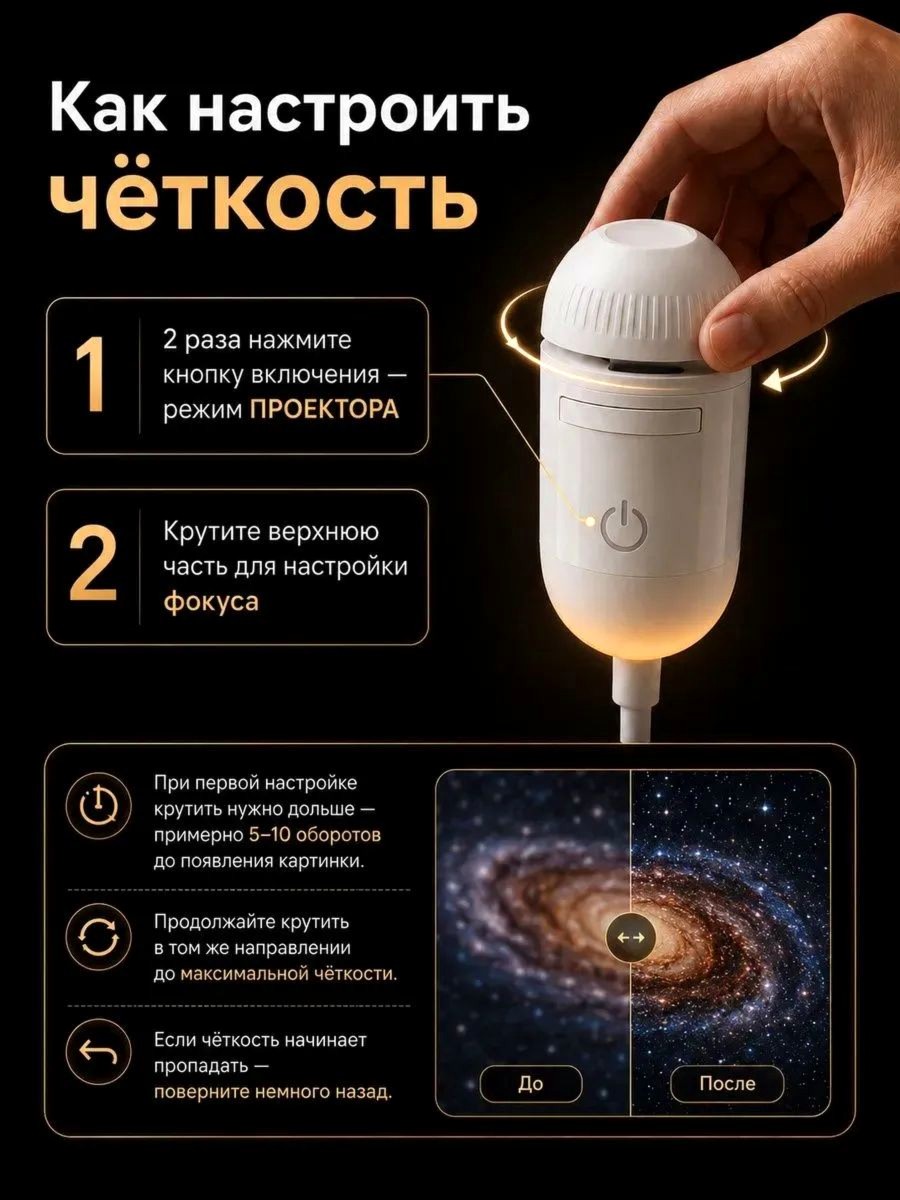 Как настроить
чёткость
1
2 раза нажмите
кнопку включения —
режим ПРОЕКТОРА
2
Крутите верхнюю
часть для настройки
фокуса
При первой настройке
крутить нужно дольше —
примерно 5–10 оборотов
до появления картинки.
Продолжайте крутить
в том же направлении
до максимальной чёткости.
Если чёткость начинает
пропадать —
поверните немного назад.
До
После